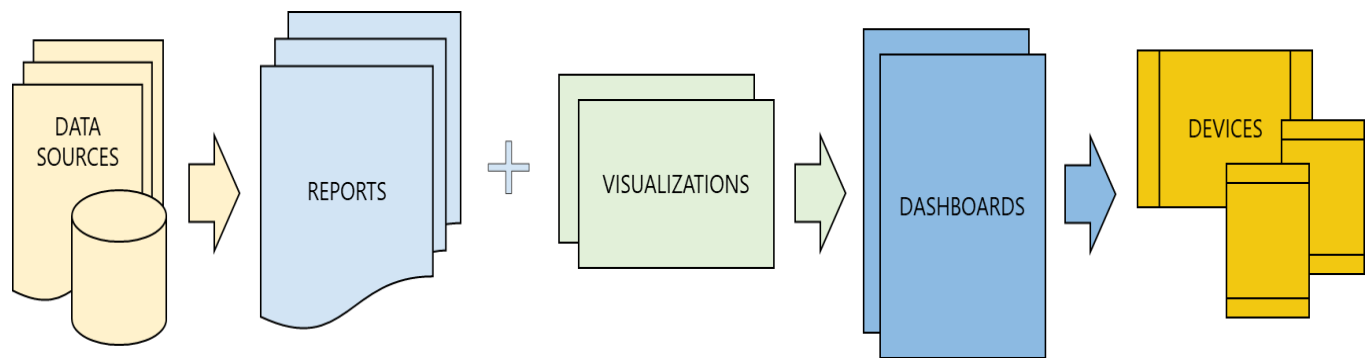 DATA
SOURCES
REPORTS
VISUALIZATIONS
DASHBOARDS
DEVICES